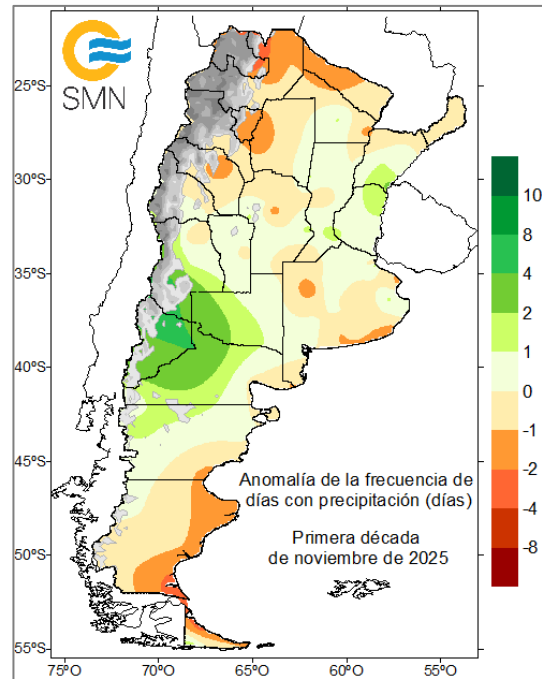 SMN
25°S
30°S
35°S
40°S
45°S
50°S
55°S
75°O
70°O
65°O
60°O
55°O
10
8
4
2
1
0
-1
-2
-4
-8
Anomalía de la frecuencia de
días con precipitación (días)
Primera década
de noviembre de 2025